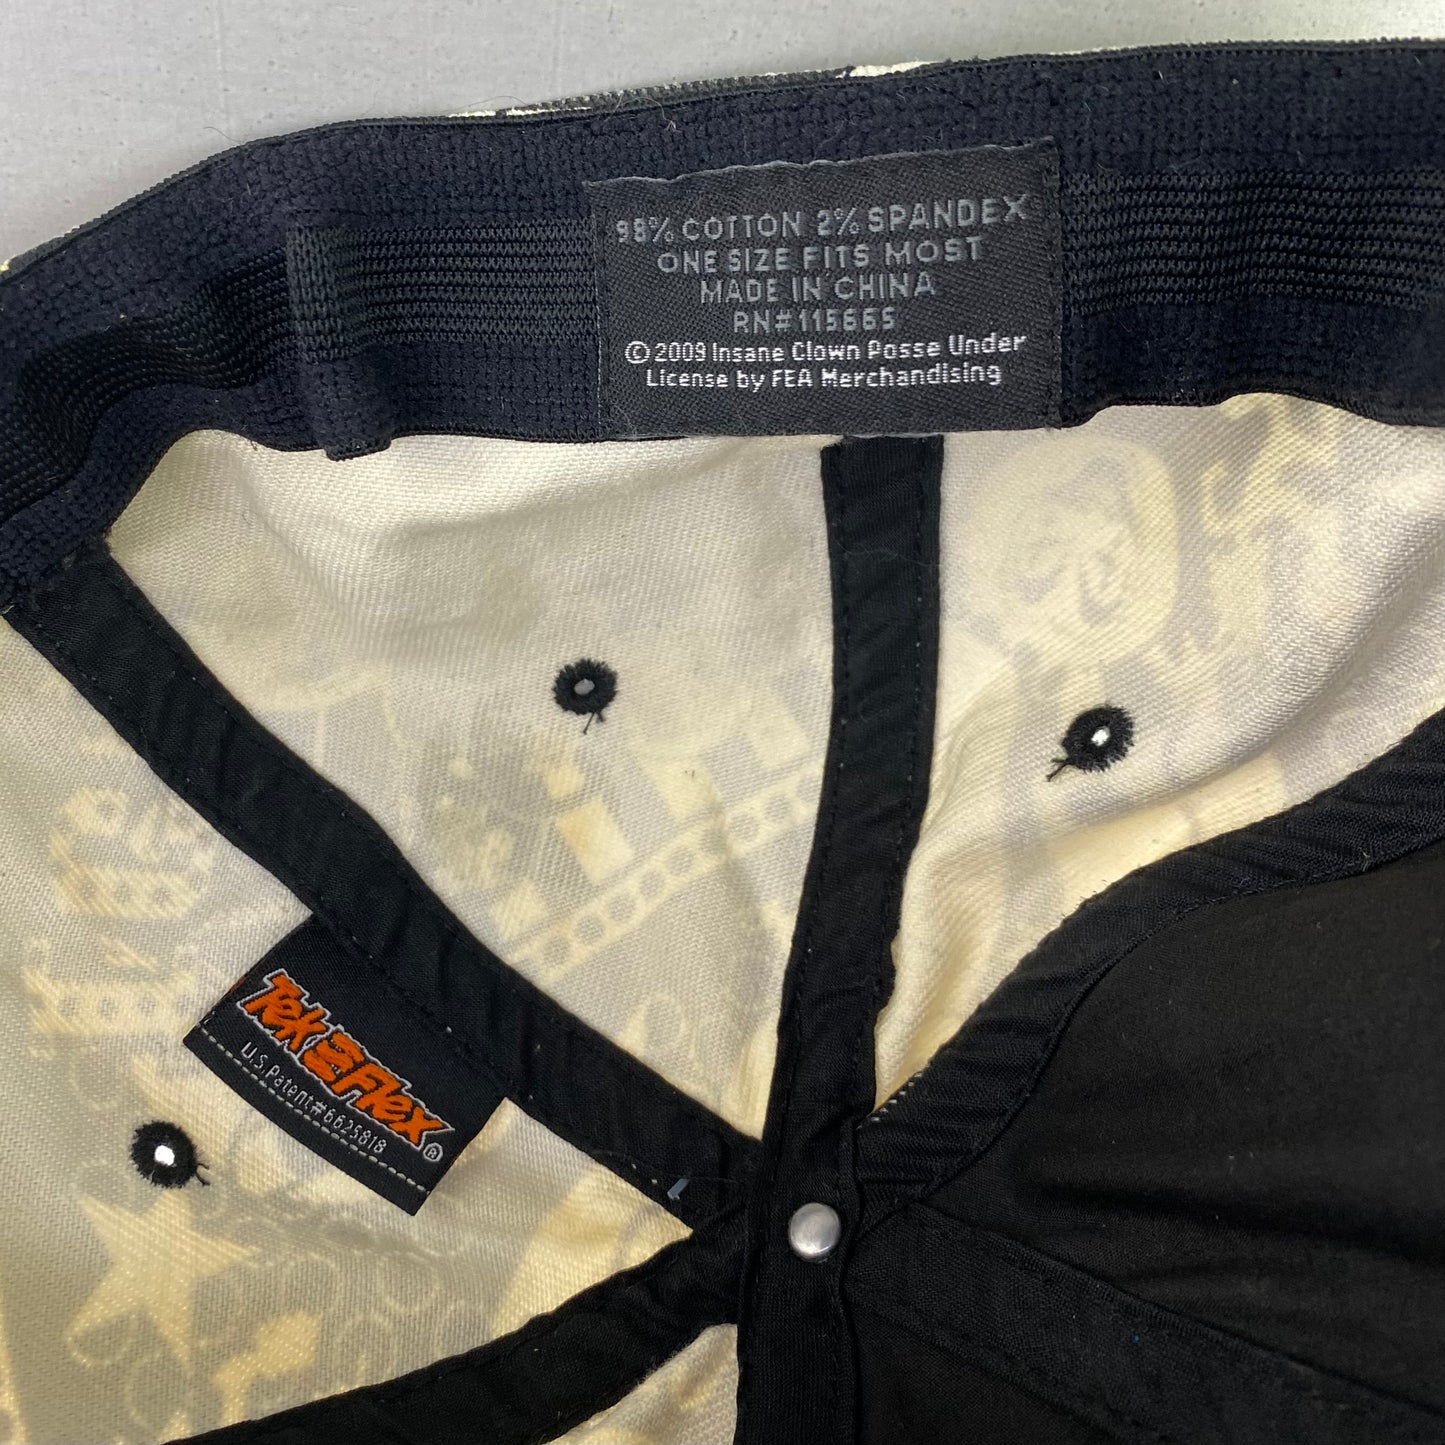 98% COTTON 2% SPANDEX
ONE SIZE FITS MOST
MADE IN CHINA
RN#115665
© 2009 Insane Clown Posse Under
License by FEA Merchandising
Tek 2 Flex ®
U.S.Patent#6625818